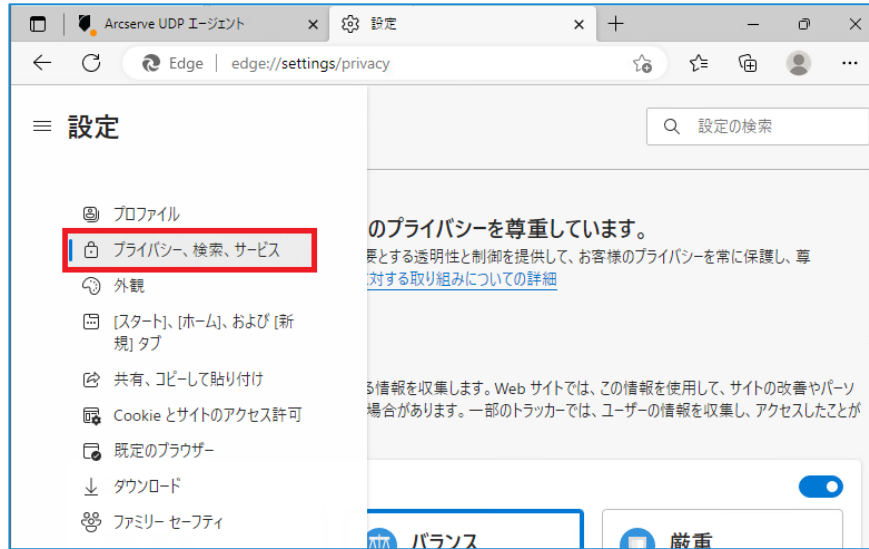 Arcserve UDP エージェント
設定
Edge
edge://settings/privacy
設定
設定の検索
プロファイル
プライバシー、検索、サービス
外観
[スタート]、[ホーム]、および [新
規] タブ
共有、コピーして貼り付け
Cookie とサイトのアクセス許可
既定のブラウザー
ダウンロード
ファミリー セーフティ
のプライバシーを尊重しています。
要とする透明性と制御を提供して、お客様のプライバシーを常に保護し、尊
対する取り組みについての詳細
る情報を収集します。Web サイトでは、この情報を使用して、サイトの改善やパーソ
場合があります。一部のトラッカーでは、ユーザーの情報を収集し、アクセスしたことが
バランス
厳重